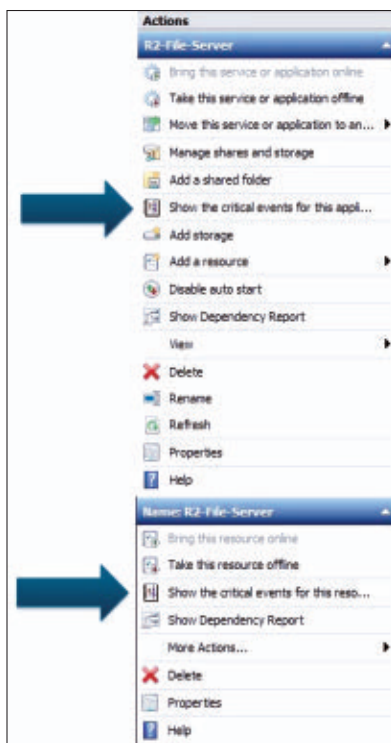 Actions
R2-File-Server
Bring this service or application online
Take this service or application offline
Move this service or application to an...
Manage shares and storage
Add a shared folder
Show the critical events for this appli...
Add storage
Add a resource
Disable auto start
Show Dependency Report
View
Delete
Rename
Refresh
Properties
Help
Name: R2-File-Server
Bring this resource online
Take this resource offline
Show the critical events for this reso...
Show Dependency Report
More Actions...
Delete
Properties
Help